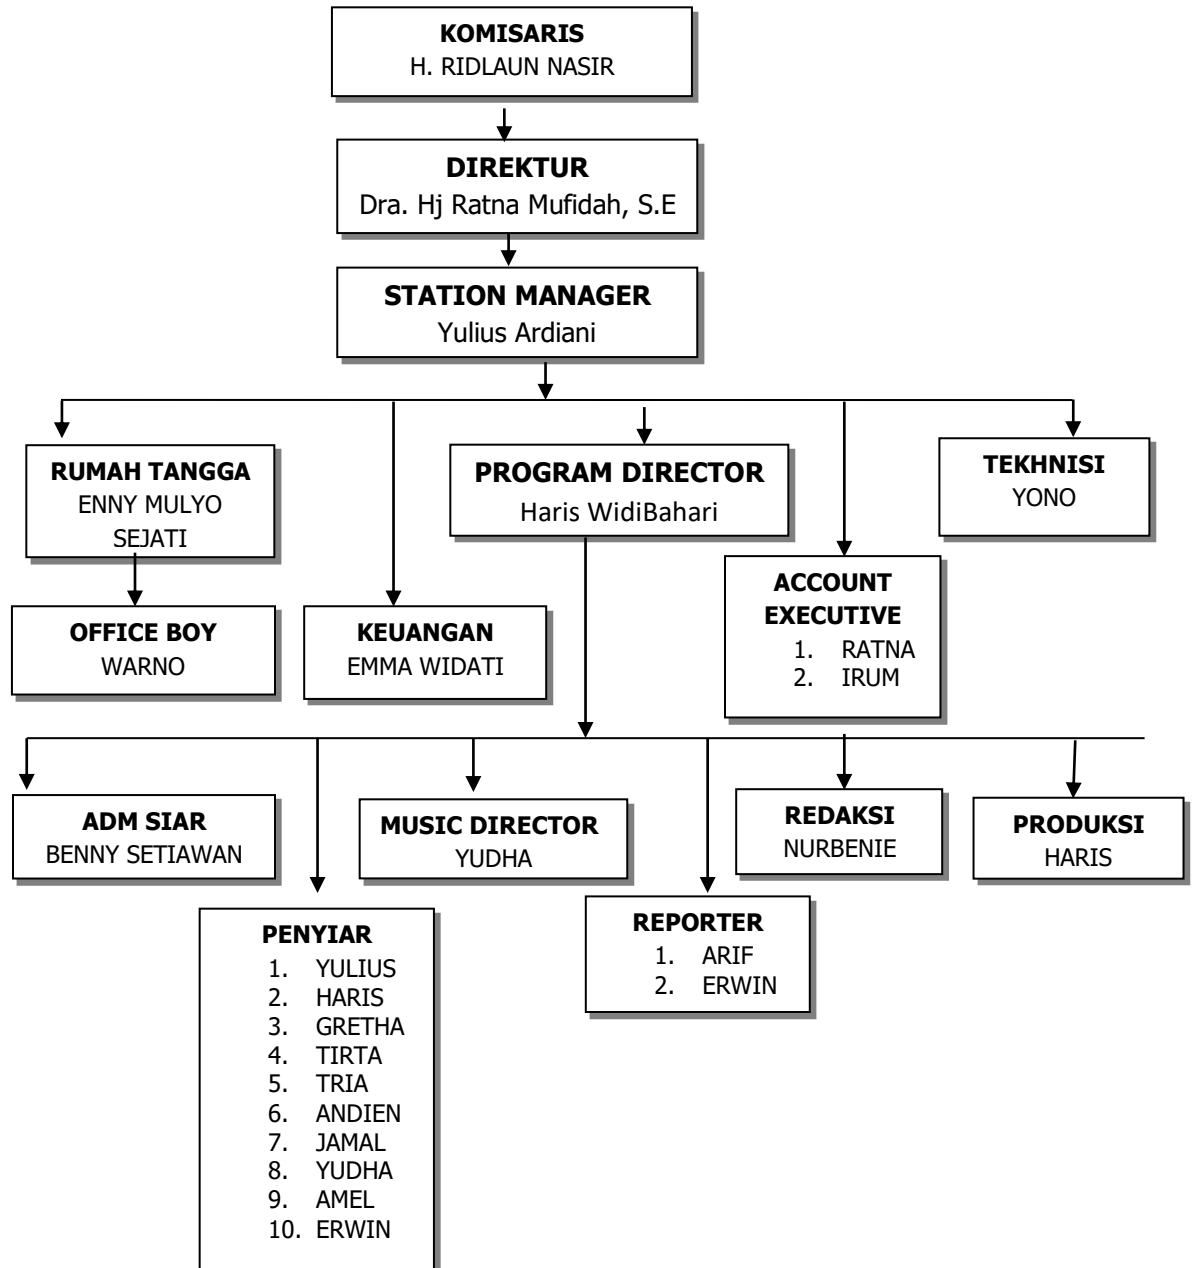 KOMISARIS
H. RIDLAUN NASIR
DIREKTUR
Dra. Hj Ratna Mufidah, S.E
STATION MANAGER
Yulius Ardiani
RUMAH TANGGA
ENNY MULYO
SEJATI
PROGRAM DIRECTOR
Haris WidiBahari
TEKHNISI
YONO
ACCOUNT
EXECUTIVE
1. RATNA
2. IRUM
OFFICE BOY
WARNO
KEUANGAN
EMMA WIDATI
ADM SIAR
BENNY SETIAWAN
MUSIC DIRECTOR
YUDHA
REDAKSI
NURBENIE
PRODUKSI
HARIS
PENYIAR
1. YULIUS
2. HARIS
3. GRETHA
4. TIRTA
5. TRIA
6. ANDIEN
7. JAMAL
8. YUDHA
9. AMEL
10. ERWIN
REPORTER
1. ARIF
2. ERWIN